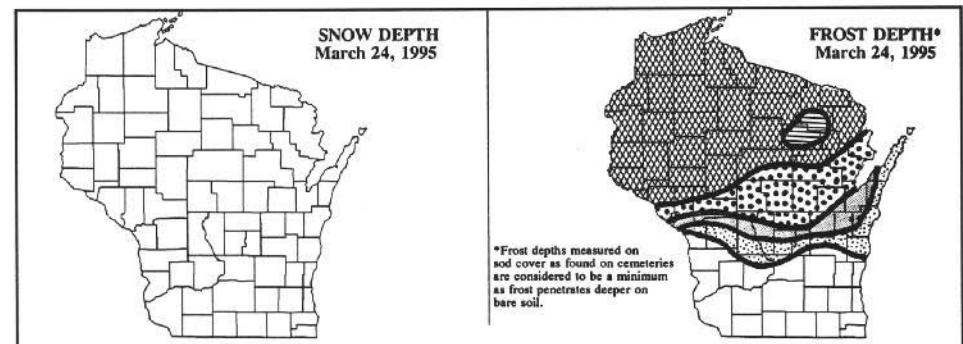 SNOW DEPTH
March 24, 1995
FROST DEPTH*
March 24, 1995
*Frost depths measured on
sod cover as found on cemeteries
are considered to be a minimum
as frost penetrates deeper on
bare soil.